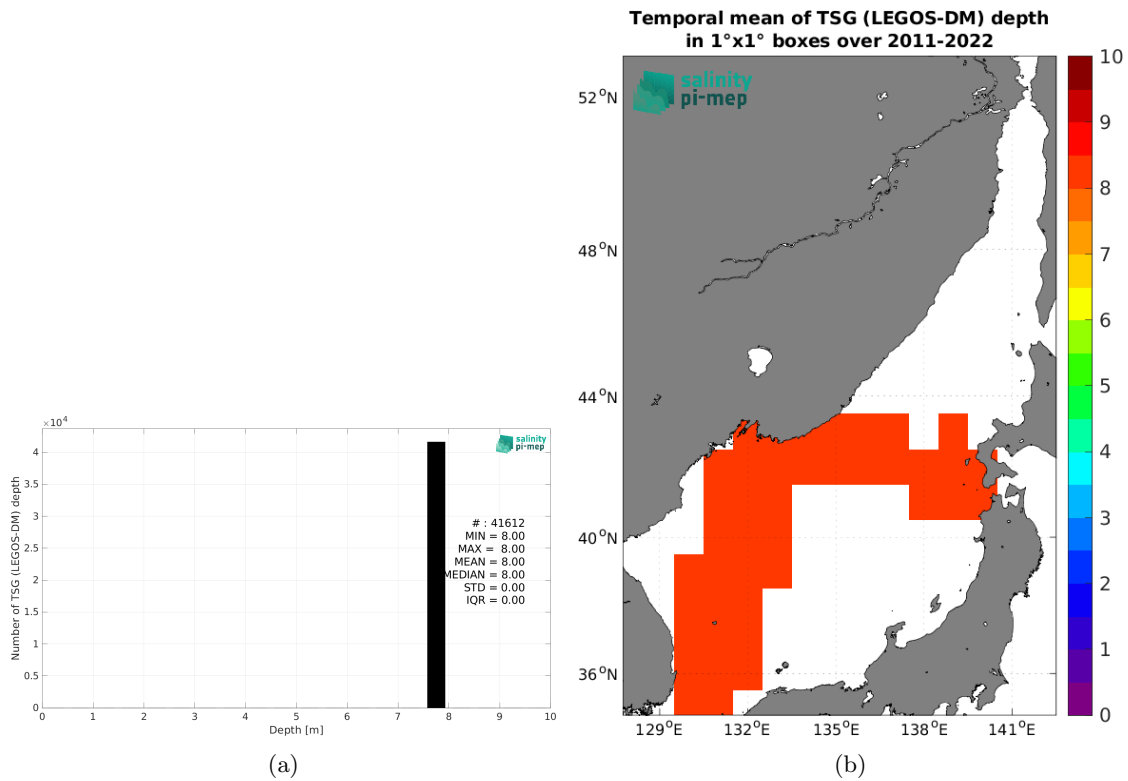 ×10⁴
4
3.5
3
2.5
2
1.5
1
0.5
0
Number of TSG (LEGOS-DM) depth
salinity
pi-mep
# : 41612
MIN = 8.00
MAX = 8.00
MEAN = 8.00
MEDIAN = 8.00
STD = 0.00
IQR = 0.00
0 1 2 3 4 5 6 7 8 9 10
Depth [m]
(a)
Temporal mean of TSG (LEGOS-DM) depth
in 1°x1° boxes over 2011-2022
salinity
pi-mep
52°N
48°N
44°N
40°N
36°N
129°E 132°E 135°E 138°E 141°E
10
9
8
7
6
5
4
3
2
1
0
(b)